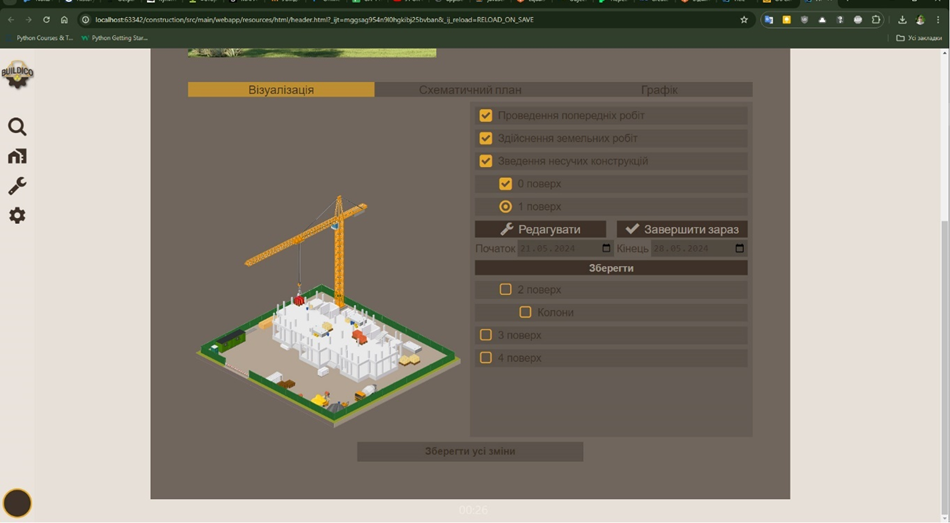 localhost:63342/construction/src/main/webapp/resources/html/header.html?_ijt=mggsag954n9l0hgkibj25bvban&_ij_reload=RELOAD_ON_SAVE
Python Courses & T... Python Getting Star... Усі закладки
BUILDICO
Візуалізація Схематичний план Графік
Проведення попередніх робіт
Здійснення земельних робіт
Зведення несучих конструкцій
0 поверх
1 поверх
Редагувати Завершити зараз
Початок 23.05.2024 Кінець 28.05.2024
Зберегти
2 поверх
Колони
3 поверх
4 поверх
Зберегти усі зміни
00:26